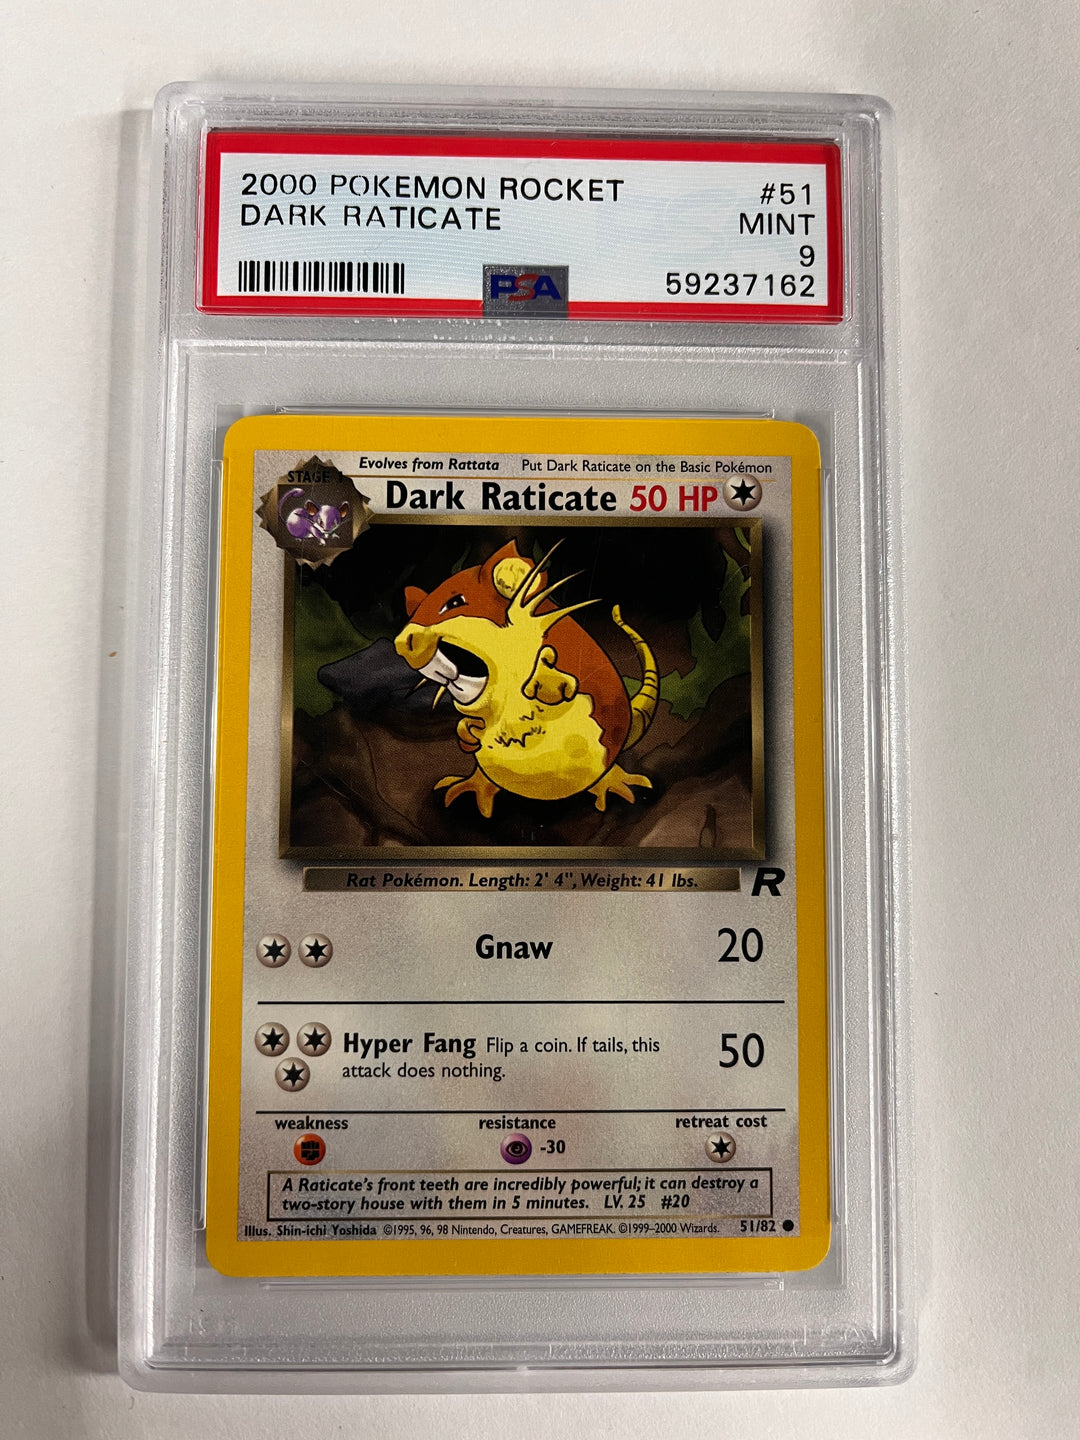 2000 POKEMON ROCKET #51
DARK RATICATE MINT
9
PSA 59237162
Evolves from Rattata Put Dark Raticate on the Basic Pokémon
STAGE 1
Dark Raticate 50 HP
Rat Pokémon. Length: 2' 4", Weight: 41 lbs.
R
Gnaw 20
Hyper Fang Flip a coin. If tails, this
attack does nothing. 50
weakness resistance retreat cost
-30
A Raticate's front teeth are incredibly powerful; it can destroy a
two-story house with them in 5 minutes. LV. 25 #20
Illus. Shin-ichi Yoshida ©1995, 96, 98 Nintendo, Creatures, GAMEFREAK. ©1999-2000 Wizards. 51/82